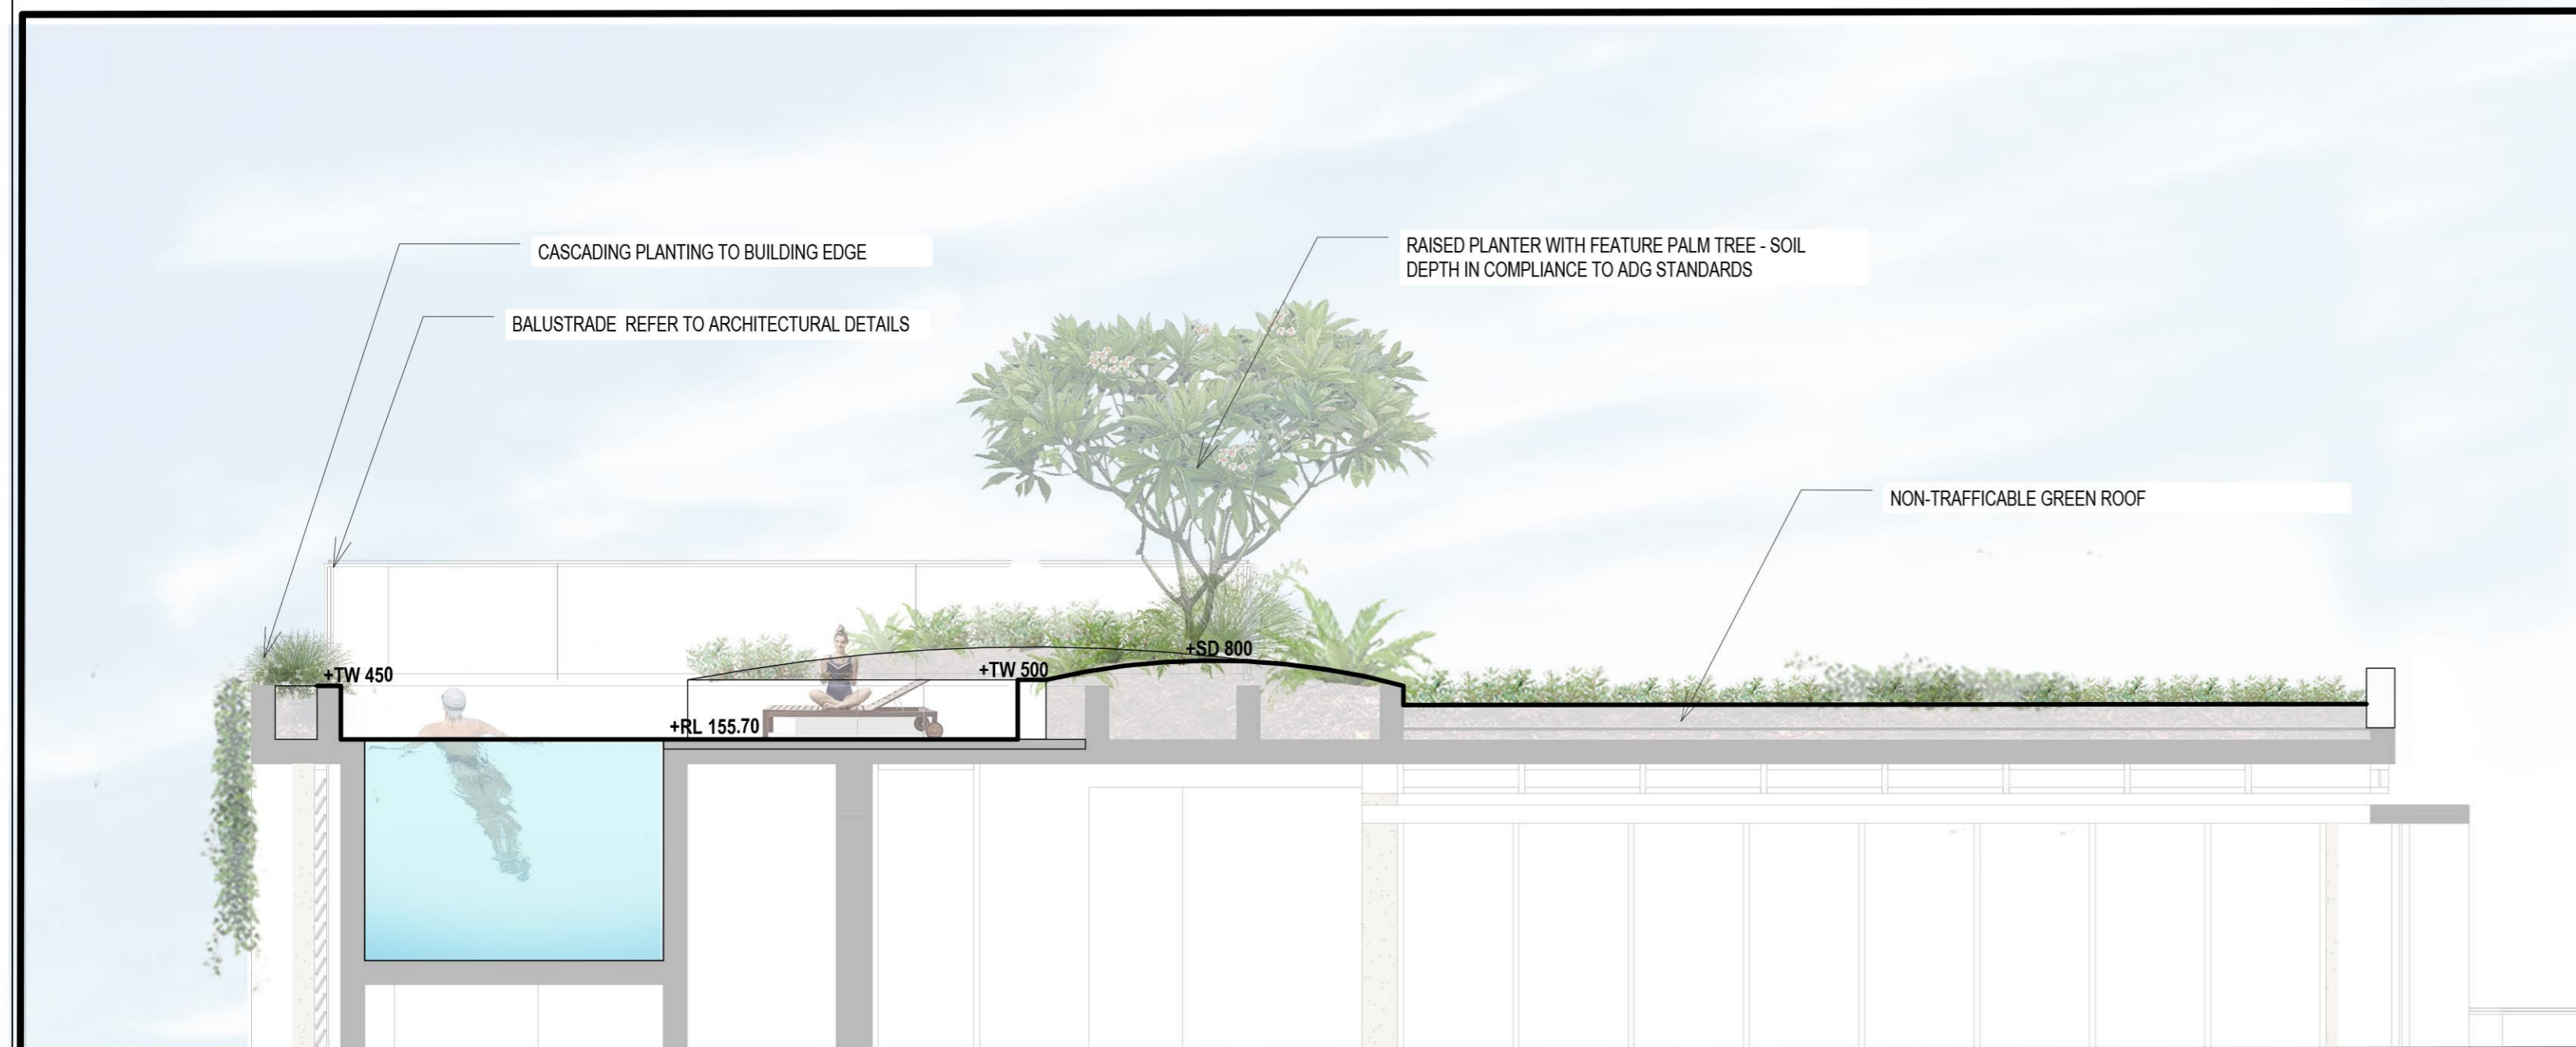 CASCADING PLANTING TO BUILDING EDGE
RAISED PLANTER WITH FEATURE PALM TREE - SOIL
DEPTH IN COMPLIANCE TO ADG STANDARDS
BALUSTRADE REFER TO ARCHITECTURAL DETAILS
NON-TRAFFICABLE GREEN ROOF
+SD 800
+TW 450
+TW 500
+RL 155.70